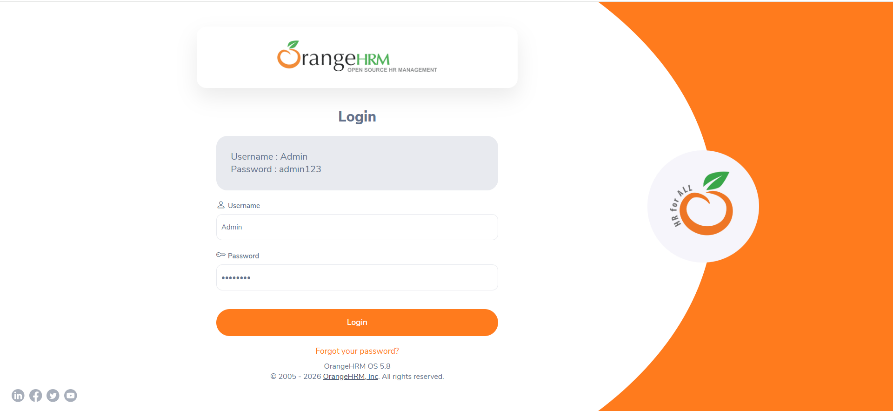 OrangeHRM
OPEN SOURCE HR MANAGEMENT
Login
Username : Admin
Password : admin123
Username
Admin
Password
••••••••
Login
Forgot your password?
OrangeHRM OS 5.8
© 2005 - 2026 OrangeHRM, Inc. All rights reserved.
HR for ALL